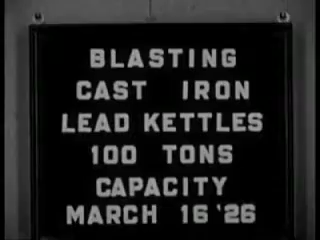 BLASTING
CAST IRON
LEAD KETTLES
100 TONS
CAPACITY
MARCH 16 '26